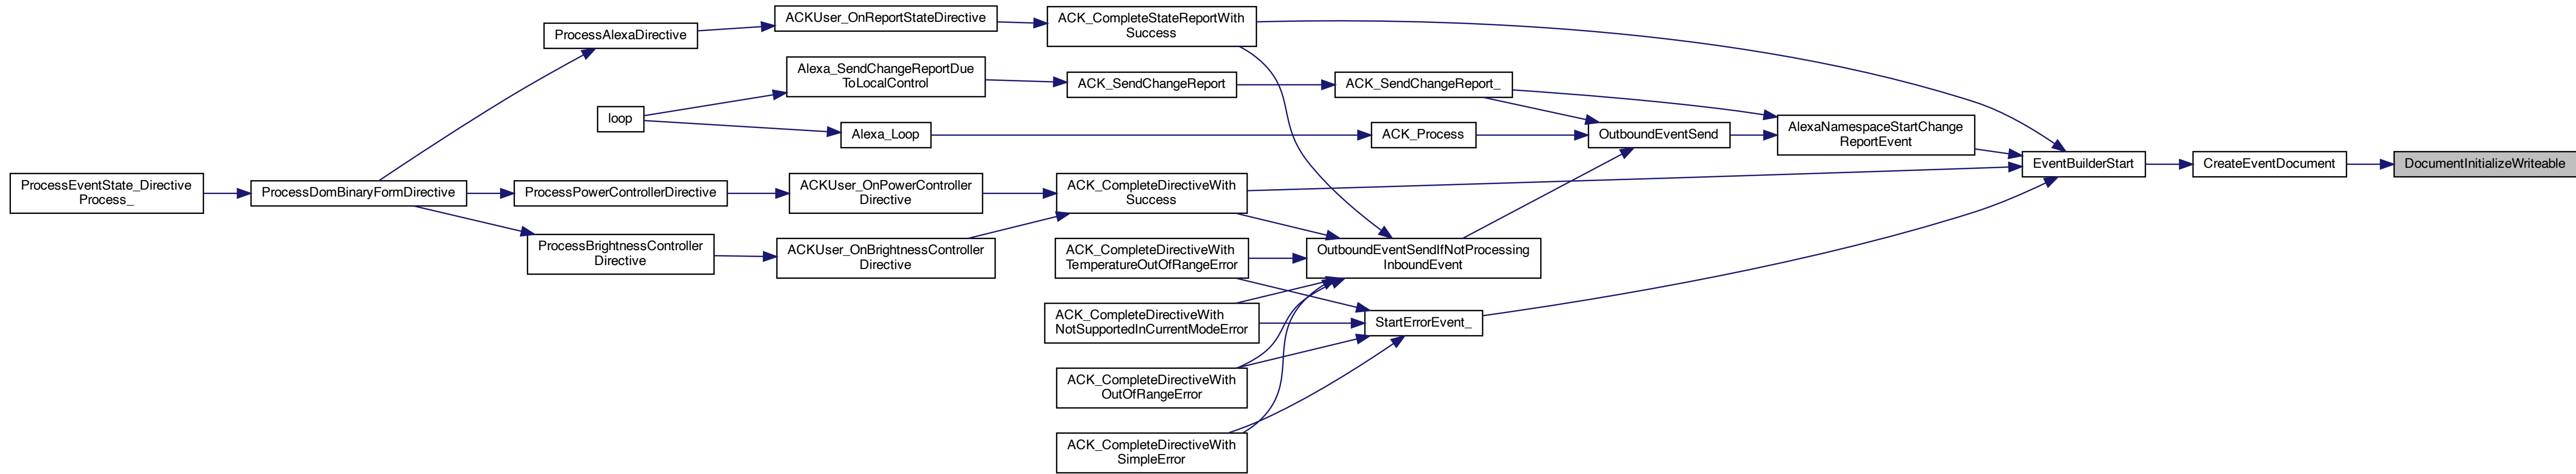 ACKUser_OnReportStateDirective
ACK_CompleteStateReportWith
Success
ProcessAlexaDirective
Alexa_SendChangeReportDue
ToLocalControl
ACK_SendChangeReport
ACK_SendChangeReport_
loop
Alexa_Loop
ACK_Process
OutboundEventSend
AlexaNamespaceStartChange
ReportEvent
EventBuilderStart
CreateEventDocument
DocumentInitializeWriteable
ProcessEventState_Directive
Process_
ProcessDomBinaryFormDirective
ProcessPowerControllerDirective
ACKUser_OnPowerController
Directive
ACK_CompleteDirectiveWith
Success
ProcessBrightnessController
Directive
ACKUser_OnBrightnessController
Directive
ACK_CompleteDirectiveWith
TemperatureOutOfRangeError
OutboundEventSendIfNotProcessing
InboundEvent
ACK_CompleteDirectiveWith
NotSupportedInCurrentModeError
StartErrorEvent_
ACK_CompleteDirectiveWith
OutOfRangeError
ACK_CompleteDirectiveWith
SimpleError